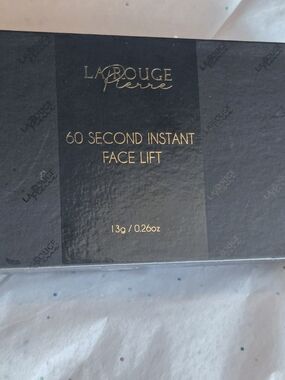 LA ROUGE
Pierre
60 SECOND INSTANT
FACE LIFT
13g / 0.26oz